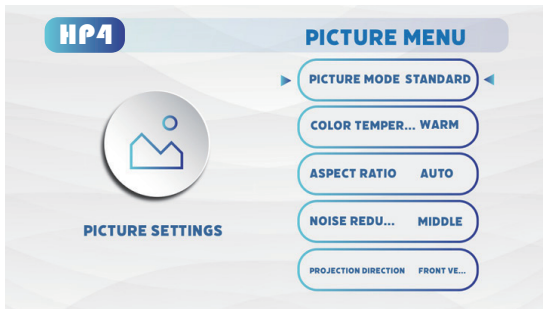 HP4
PICTURE MENU
PICTURE MODE STANDARD
COLOR TEMPER... WARM
ASPECT RATIO AUTO
NOISE REDU... MIDDLE
PROJECTION DIRECTION FRONT VE...
PICTURE SETTINGS